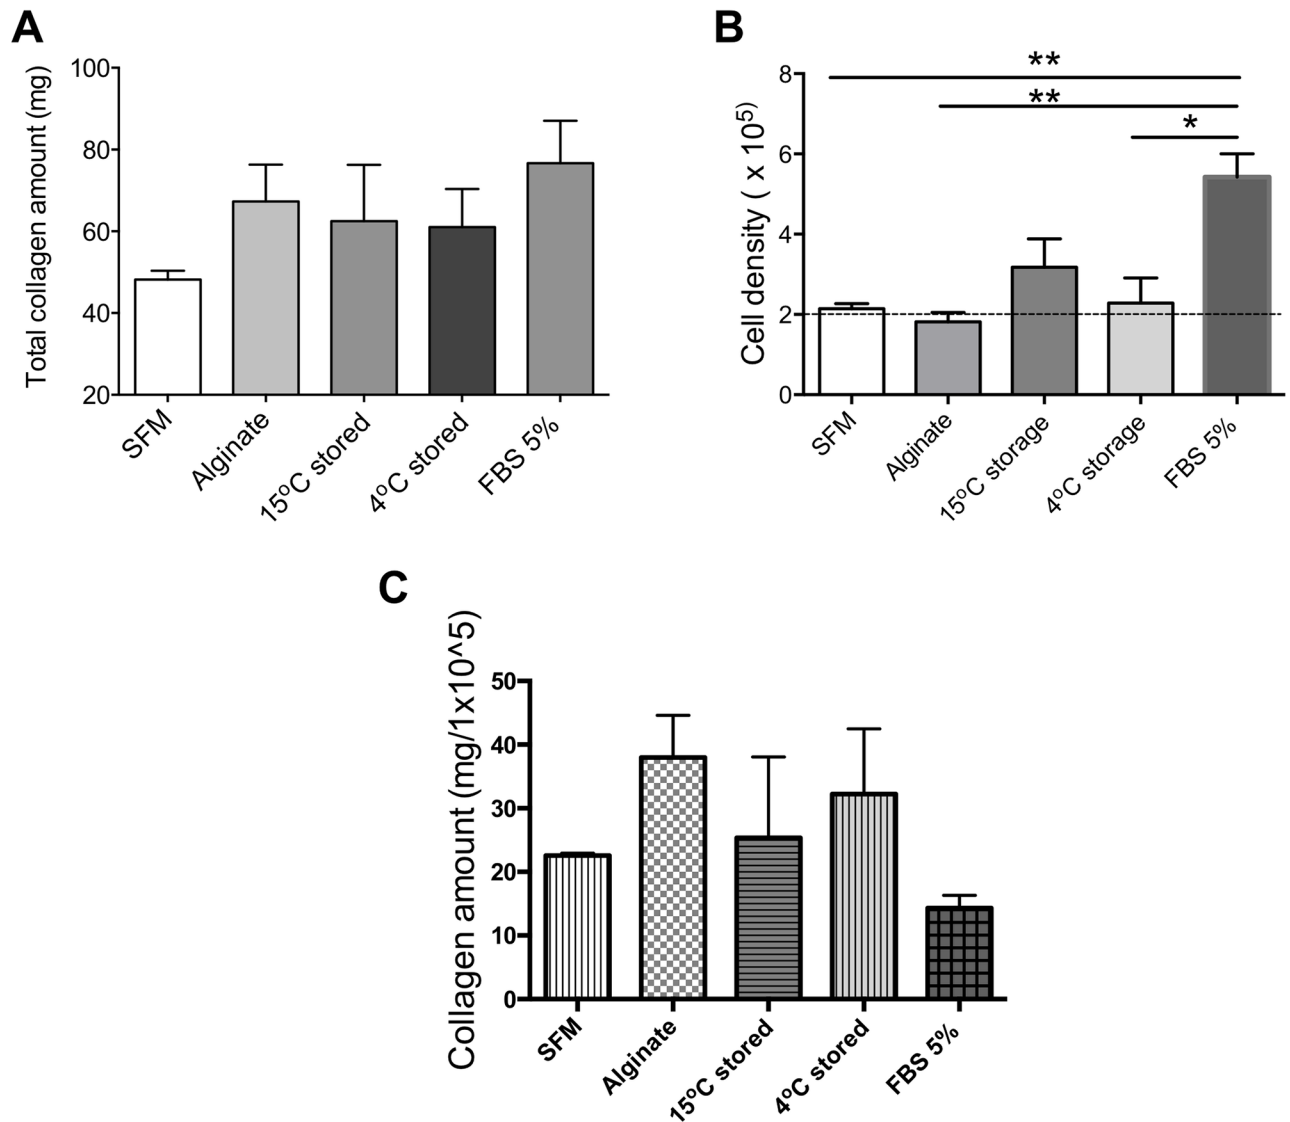 A
Total collagen amount (mg)
100
80
60
40
20
SFM
Alginate
15ºC stored
4ºC stored
FBS 5%
B
Cell density ( x 10⁵)
8
6
4
2
0
**
**
*
SFM
Alginate
15ºC storage
4ºC storage
FBS 5%
C
Collagen amount (mg/1x10^5)
50
40
30
20
10
0
SFM
Alginate
15ºC stored
4ºC stored
FBS 5%